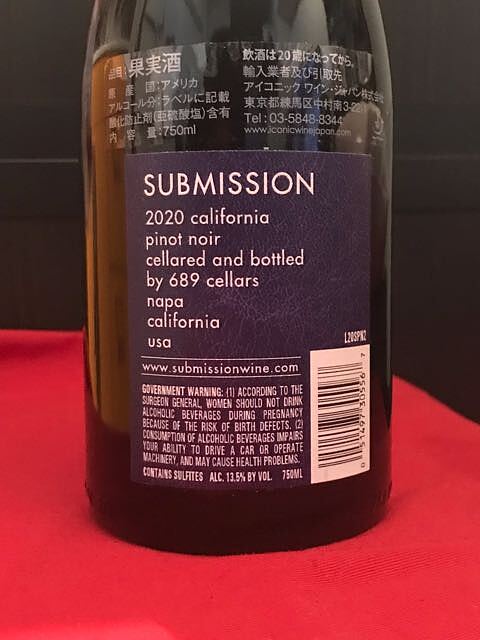 品目:果実酒
原産国:アメリカ
アルコール分:ラベルに記載
酸化防止剤(亜硫酸塩)含有
内容量:750ml
飲酒は20歳になってから。
輸入業者及び引取先
アイコニック ワイン・ジャパン株式会社
東京都練馬区中村南3-22
Tel:03-5848-8344
www.iconicwinejapan.com
SUBMISSION
2020 california
pinot noir
cellared and bottled
by 689 cellars
napa
california
usa
L20SPN2
www.submissionwine.com
GOVERNMENT WARNING: (1) ACCORDING TO THE
SURGEON GENERAL, WOMEN SHOULD NOT DRINK
ALCOHOLIC BEVERAGES DURING PREGNANCY
BECAUSE OF THE RISK OF BIRTH DEFECTS. (2)
CONSUMPTION OF ALCOHOLIC BEVERAGES IMPAIRS
YOUR ABILITY TO DRIVE A CAR OR OPERATE
MACHINERY, AND MAY CAUSE HEALTH PROBLEMS.
CONTAINS SULFITES ALC. 13.5% BY VOL. 750ML